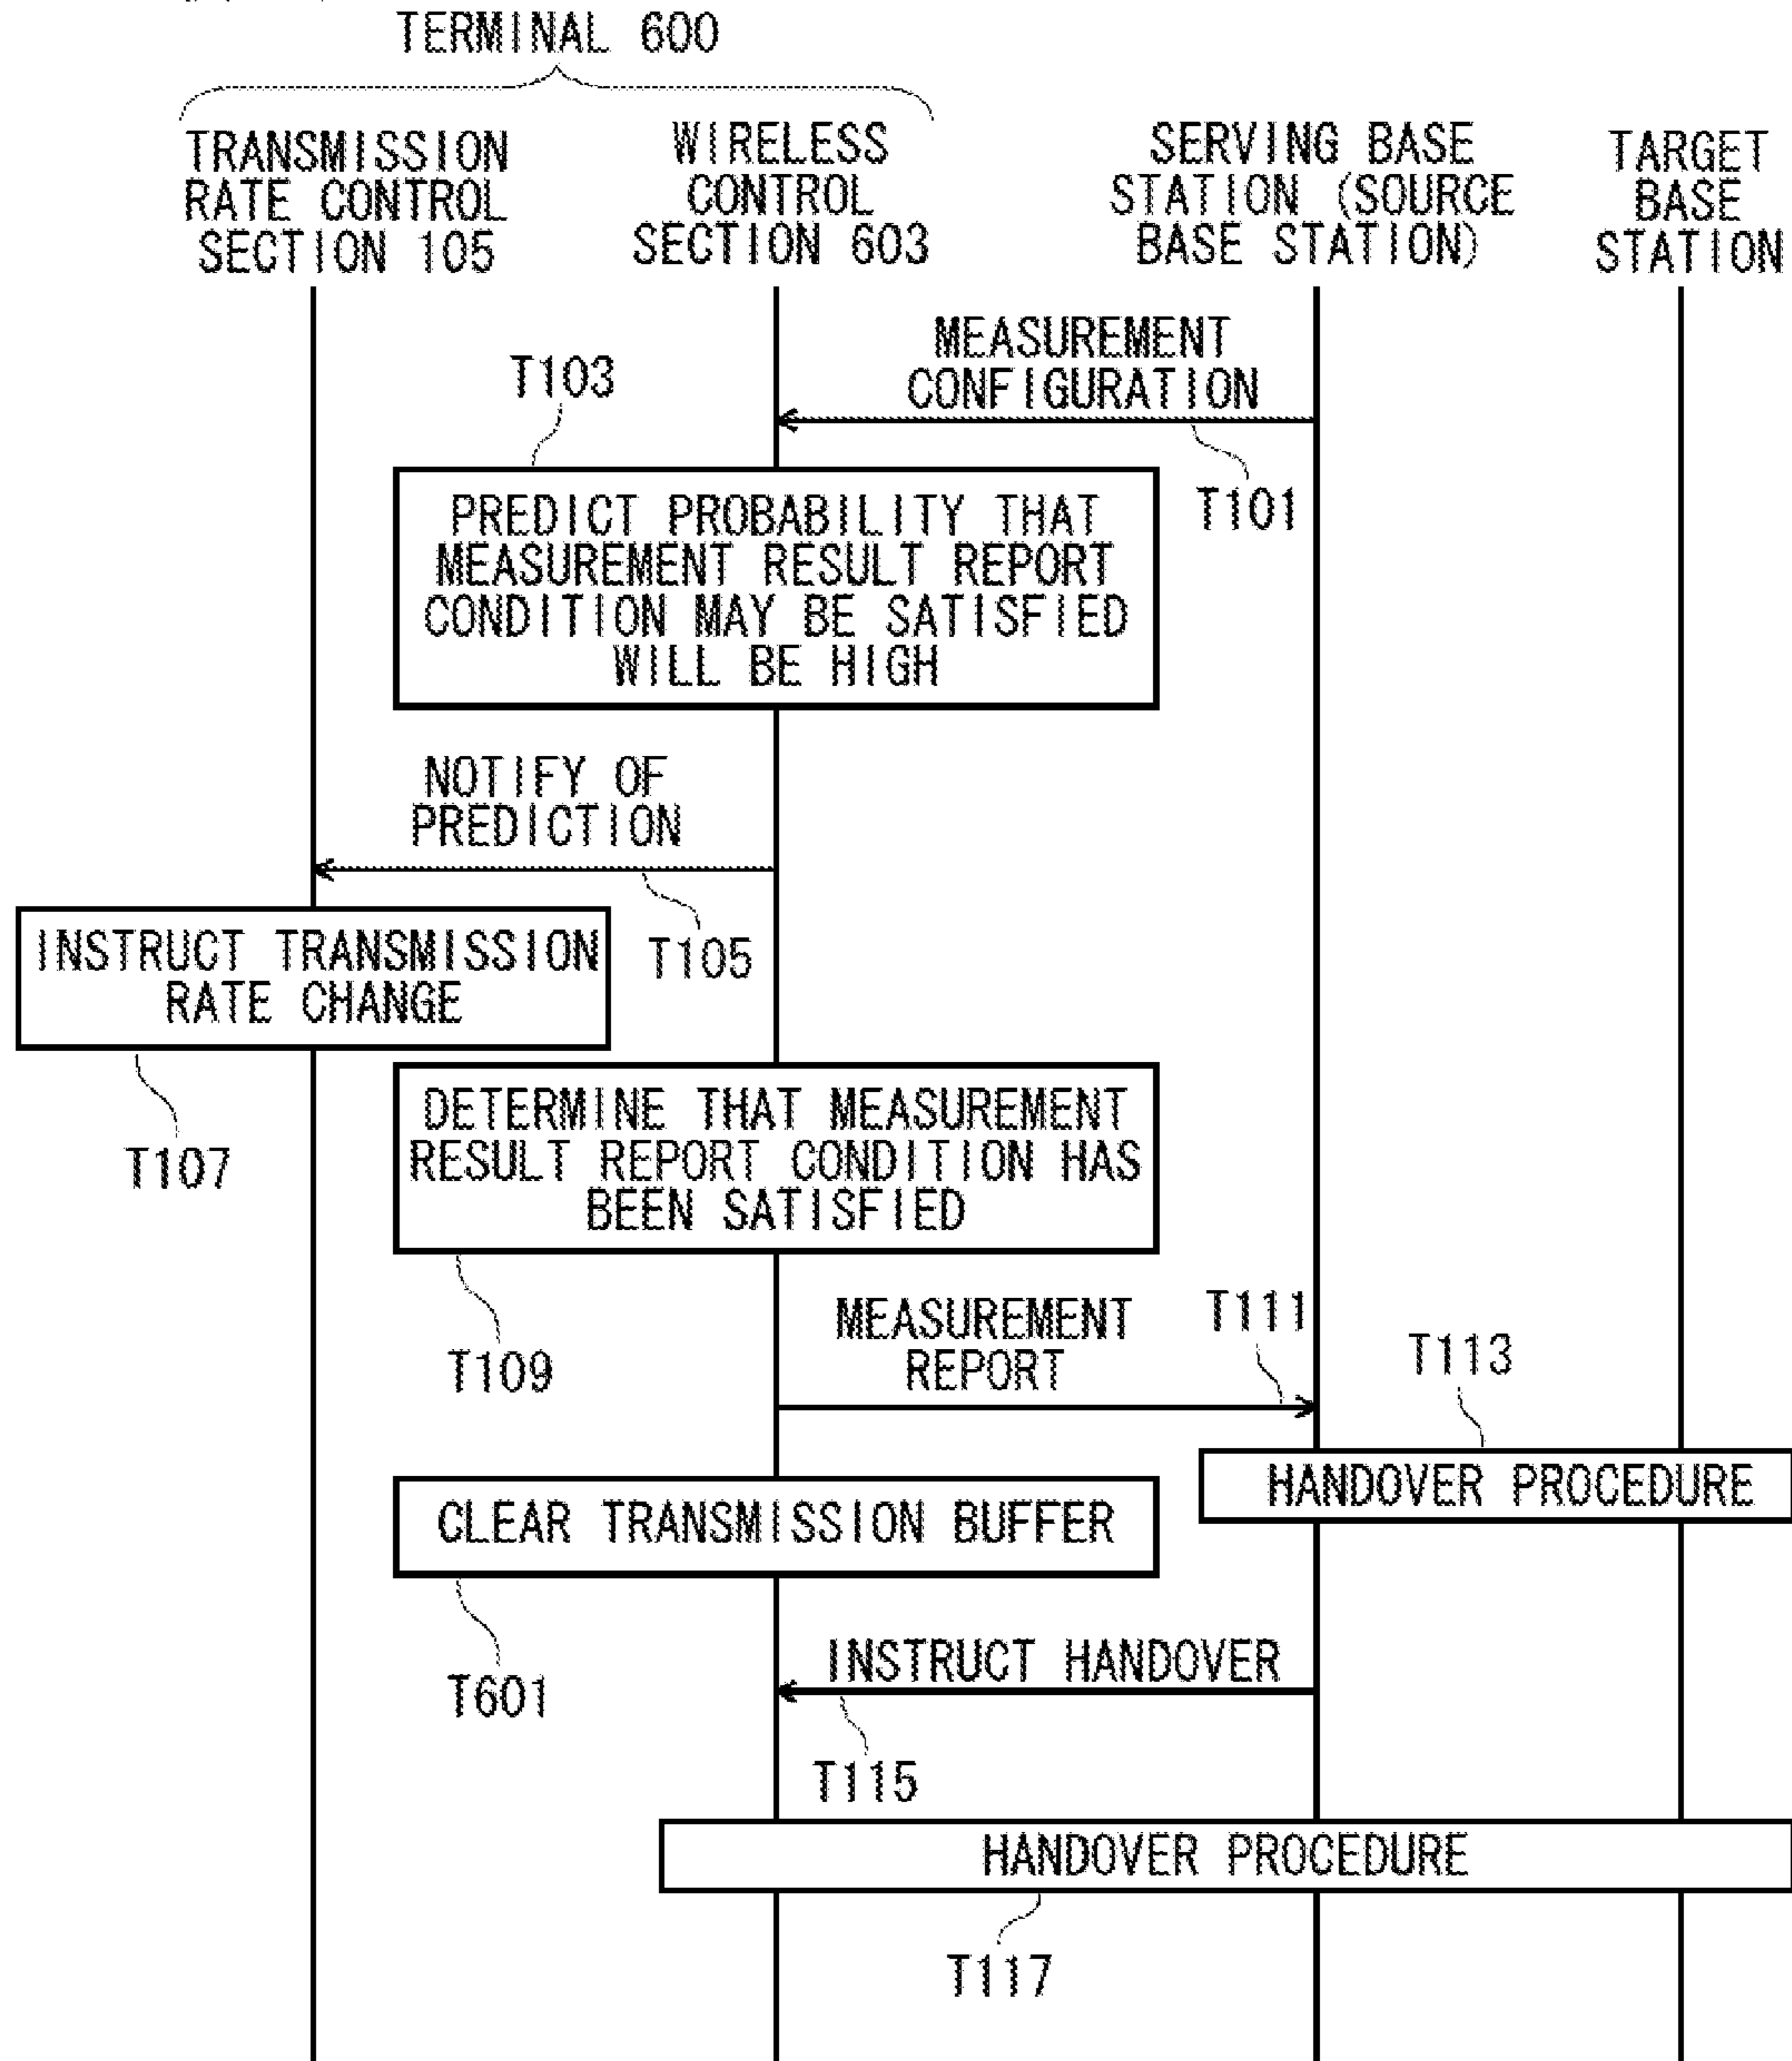 TERMINAL 600
TRANSMISSION
RATE CONTROL
SECTION 105
WIRELESS
CONTROL
SECTION 603
SERVING BASE
STATION (SOURCE
BASE STATION)
TARGET
BASE
STATION
MEASUREMENT
CONFIGURATION
T101
T103
PREDICT PROBABILITY THAT
MEASUREMENT RESULT REPORT
CONDITION MAY BE SATISFIED
WILL BE HIGH
NOTIFY OF
PREDICTION
T105
INSTRUCT TRANSMISSION
RATE CHANGE
T107
DETERMINE THAT MEASUREMENT
RESULT REPORT CONDITION HAS
BEEN SATISFIED
T109
MEASUREMENT
REPORT
T111
T113
HANDOVER PROCEDURE
CLEAR TRANSMISSION BUFFER
T601
INSTRUCT HANDOVER
T115
HANDOVER PROCEDURE
T117